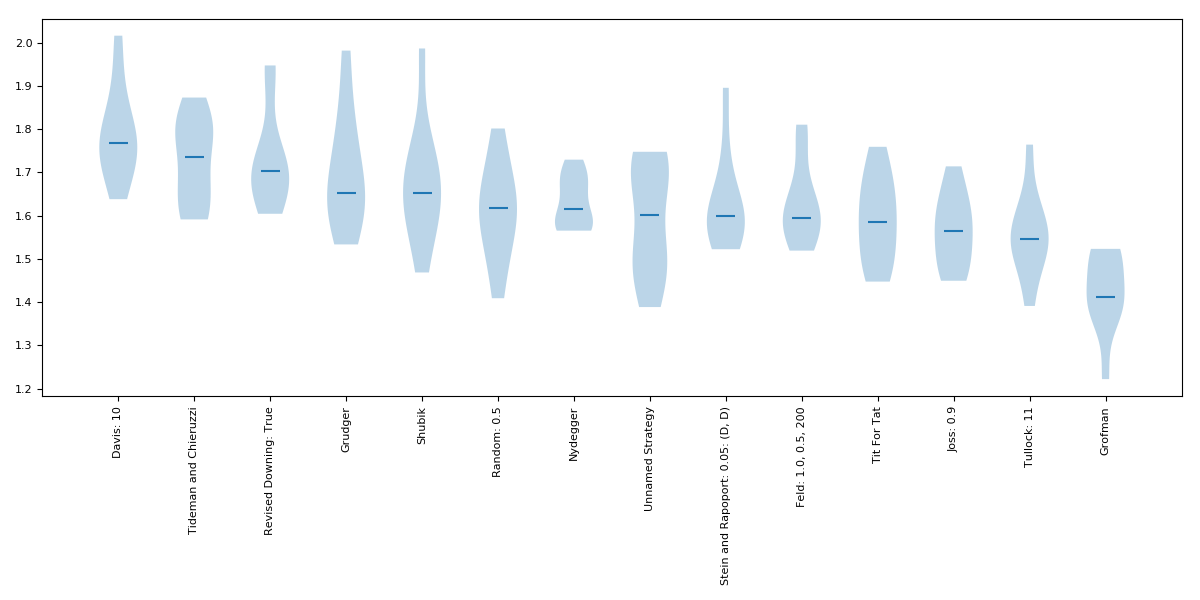 2.0
1.9
1.8
1.7
1.6
1.5
1.4
1.3
1.2
Davis: 10
Tideman and Chieruzzi
Revised Downing: True
Grudger
Shubik
Random: 0.5
Nydegger
Unnamed Strategy
Stein and Rapoport: 0.05: (D, D)
Feld: 1.0, 0.5, 200
Tit For Tat
Joss: 0.9
Tullock: 11
Grofman